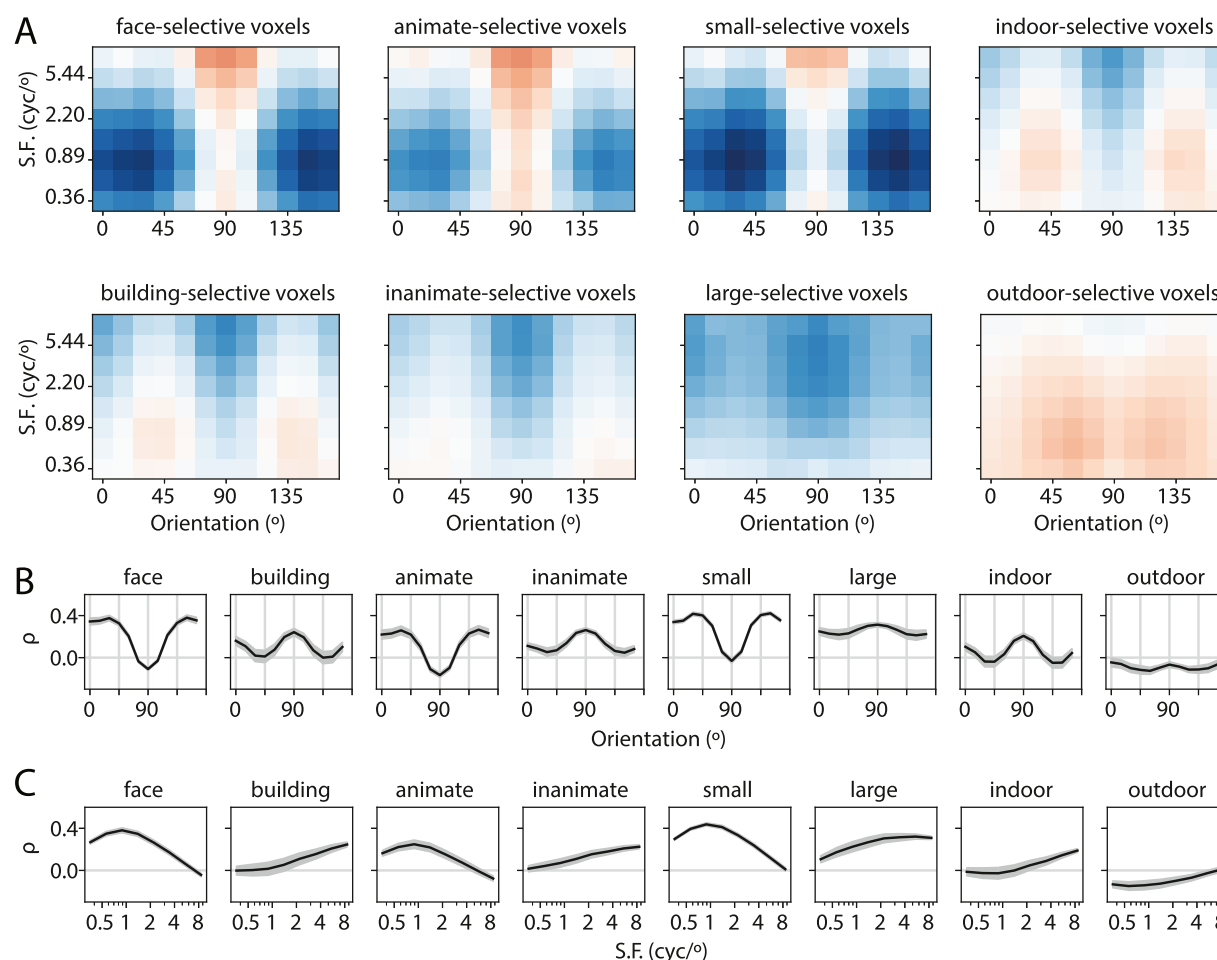 A
face-selective voxels animate-selective voxels small-selective voxels indoor-selective voxels
S.F. (cyc/º)
5.44
2.20
0.89
0.36
0 45 90 135 0 45 90 135 0 45 90 135 0 45 90 135
building-selective voxels inanimate-selective voxels large-selective voxels outdoor-selective voxels
S.F. (cyc/º)
5.44
2.20
0.89
0.36
0 45 90 135 0 45 90 135 0 45 90 135 0 45 90 135
Orientation (º) Orientation (º) Orientation (º) Orientation (º)
B
face building animate inanimate small large indoor outdoor
ρ
0.4
0.0
0 90 0 90 0 90 0 90 0 90 0 90 0 90 0 90
Orientation (º)
C
face building animate inanimate small large indoor outdoor
ρ
0.4
0.0
0.5 1 2 4 8 0.5 1 2 4 8 0.5 1 2 4 8 0.5 1 2 4 8 0.5 1 2 4 8 0.5 1 2 4 8 0.5 1 2 4 8 0.5 1 2 4
S.F. (cyc/º)